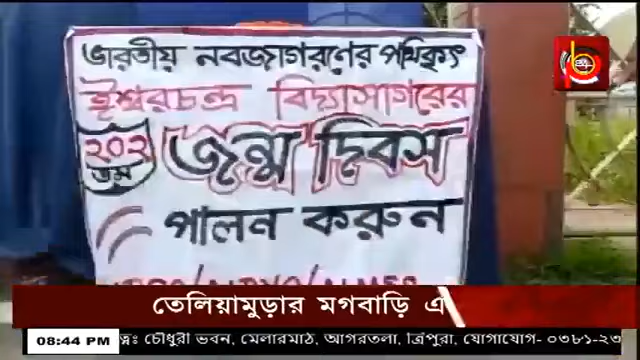 ভারতীয় নবজাগরণের পথিকৃৎ
ঈশ্বরচন্দ্র বিদ্যাসাগরের
২০২ তম
জন্ম দিবস
পালন করুন
তেলিয়ামুড়ার মগবাড়ি এ
08:44 PM
চৌধুরী ভবন, মেলারমাঠ, আগরতলা, ত্রিপুরা, যোগাযোগ- ০৩৮১-২৩